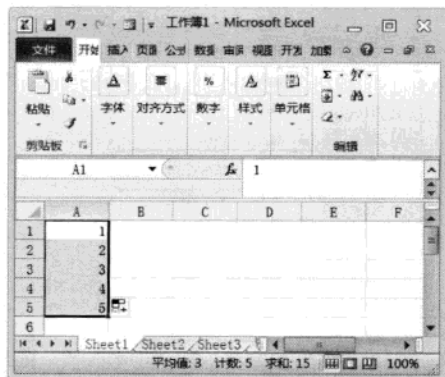 工作簿1 - Microsoft Excel
文件 开始 插入 页面 公式 数据 审阅 视图 开发 加载
粘贴 字体 对齐方式 数字 样式 单元格
剪贴板 编辑
A1 fx 1
A B C D E F
1 1
2 2
3 3
4 4
5 5
6
Sheet1 Sheet2 Sheet3
平均值: 3 计数: 5 求和: 15 100%